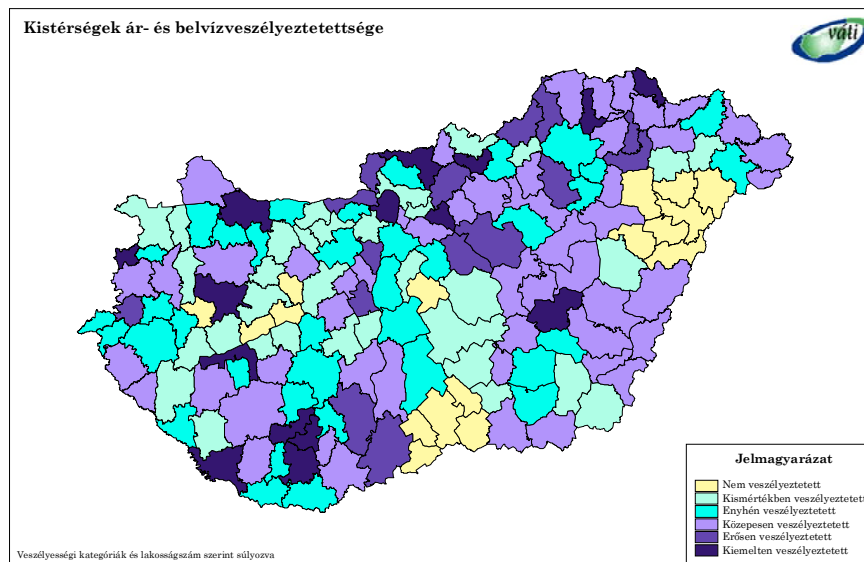 Kistérségek ár- és belvízveszélyeztetettsége
váti
Jelmagyarázat
Nem veszélyeztetett
Kismértékben veszélyeztetett
Enyhén veszélyeztetett
Közepesen veszélyeztetett
Erősen veszélyeztetett
Kiemelten veszélyeztetett
Veszélyességi kategóriák és lakosságszám szerint súlyozva